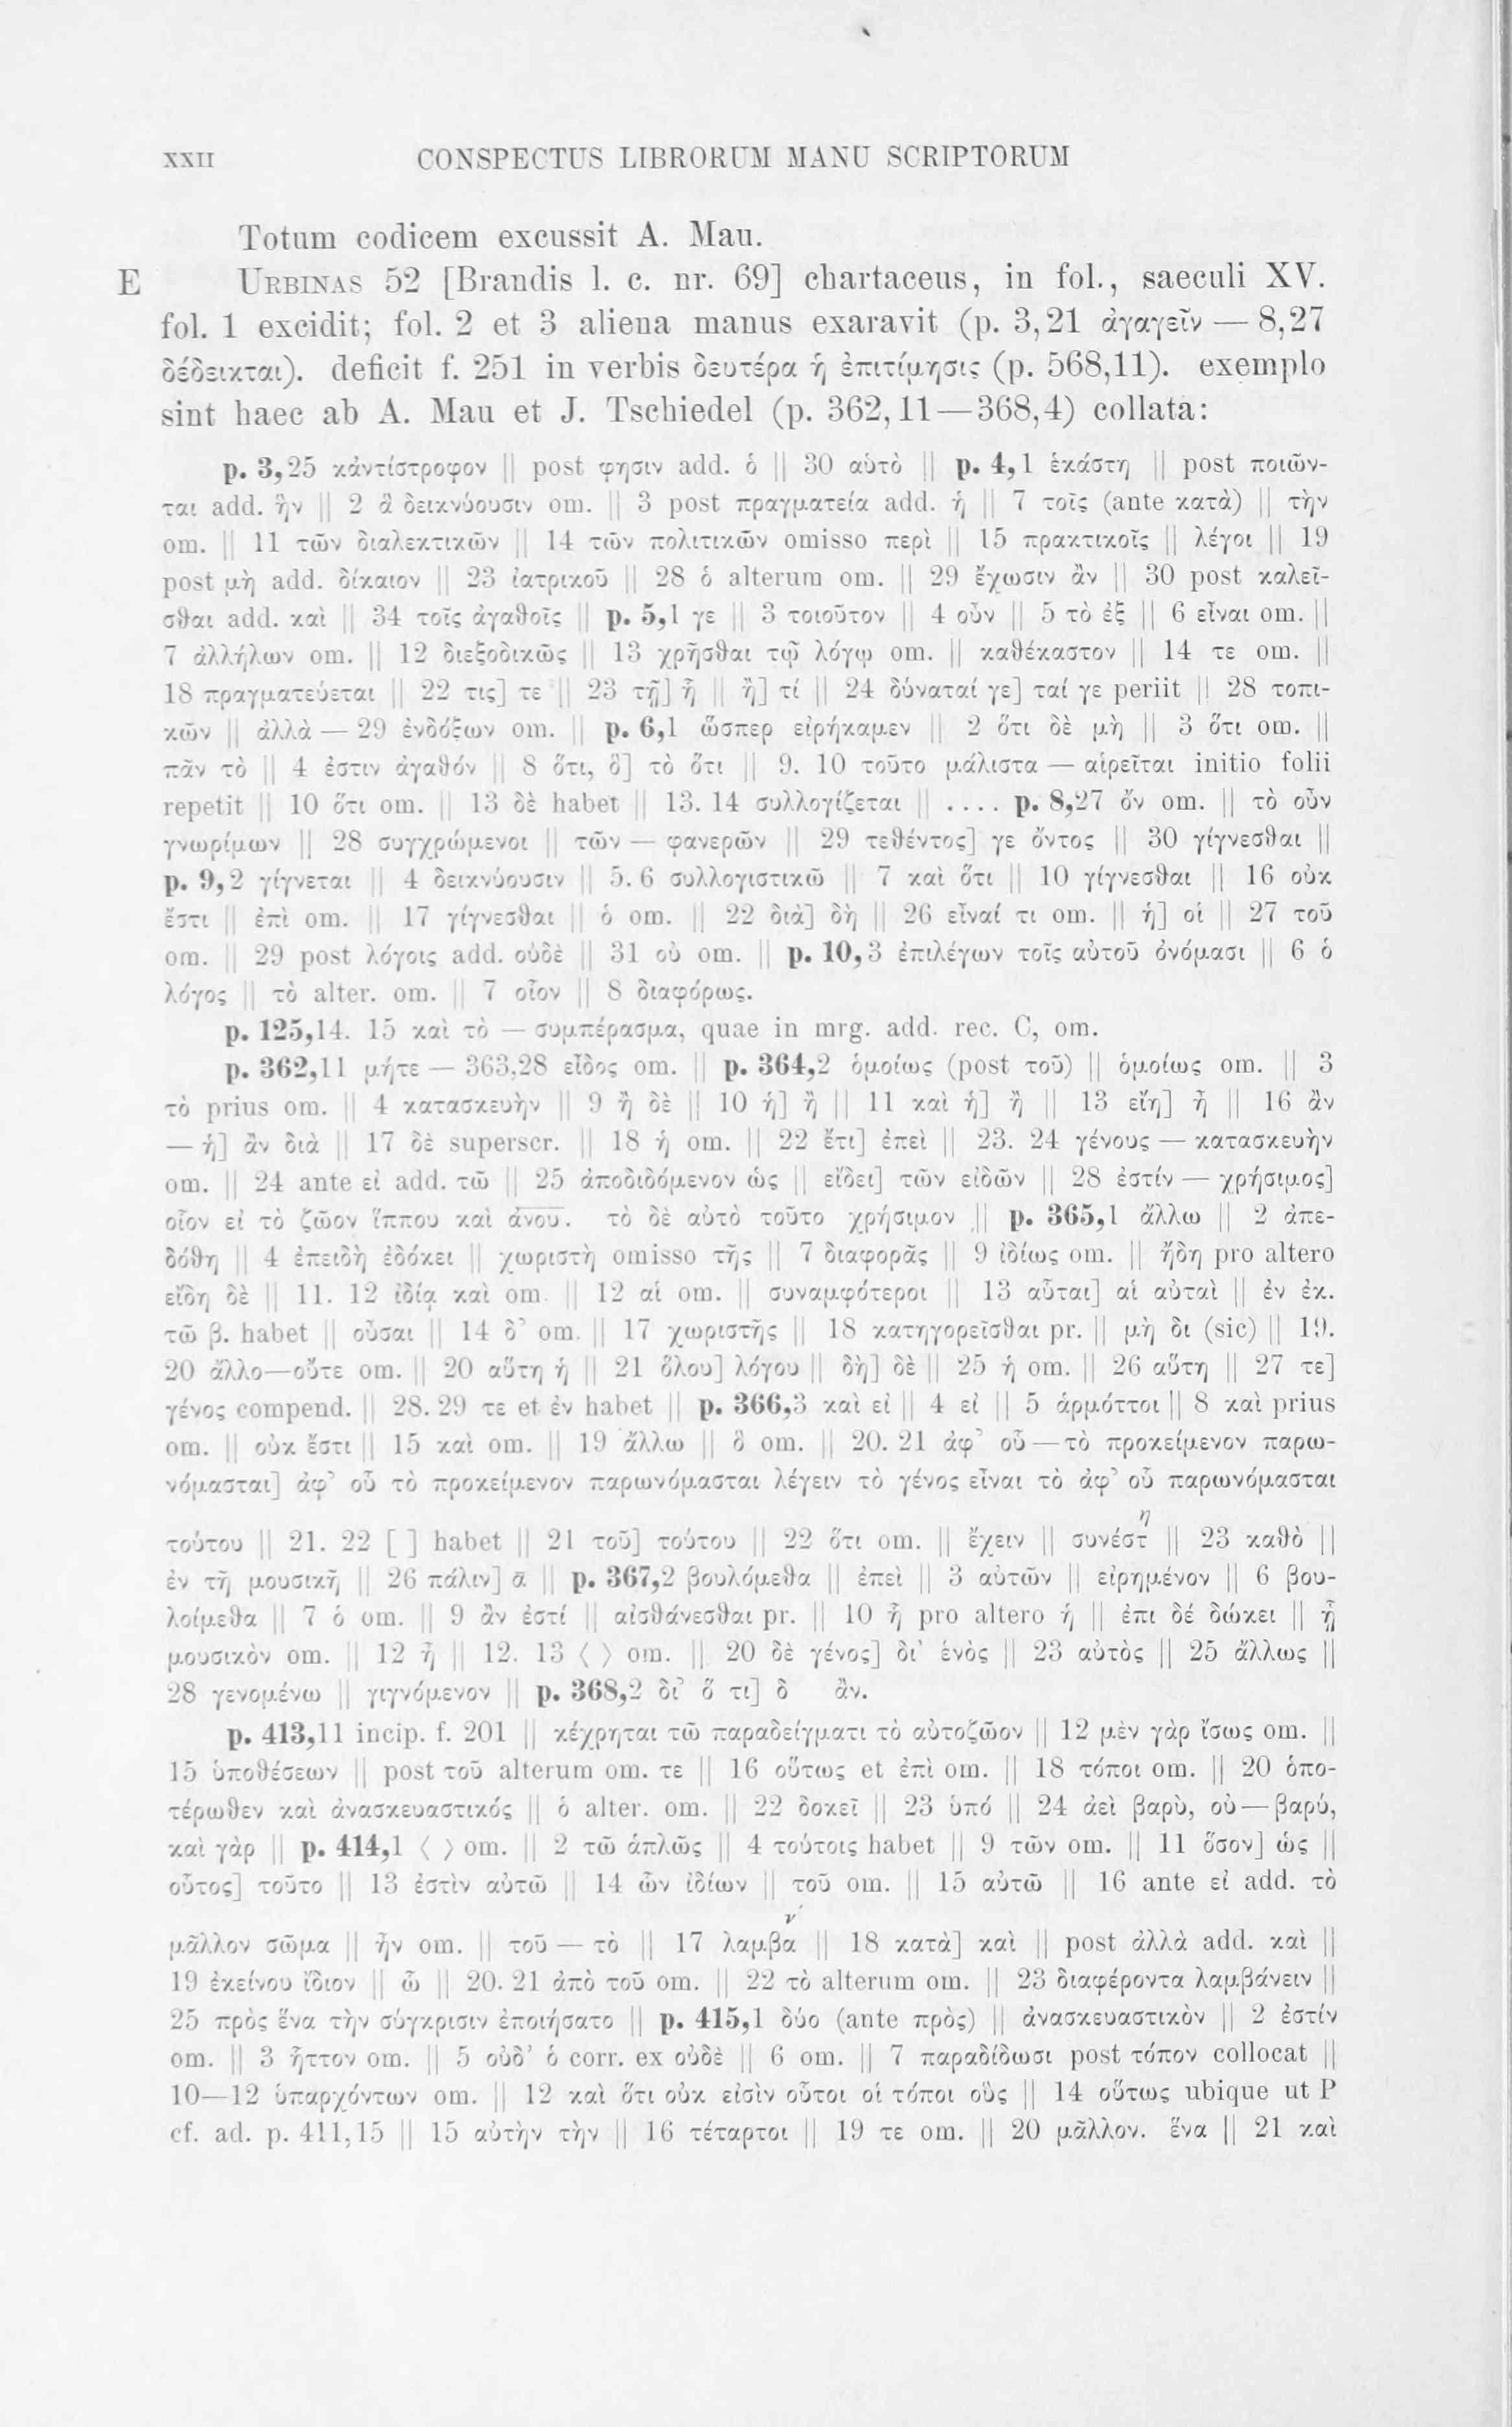 XXII CONSPECTUS LIBRORUM MANU SCRIPTORUM
Totum codicem excussit A. Mau.
E URBINAS 52 [Brandis l. c. nr. 69] chartaceus, in fol., saeculi XV.
fol. 1 excidit; fol. 2 et 3 aliena manus exaravit (p. 3,21 ἀγαγεῖν — 8,27
δέδεικται). deficit f. 251 in verbis δευτέρα ἡ ἐπιτίμησις (p. 568,11). exemplo
sint haec ab A. Mau et J. Tschiedel (p. 362,11—368,4) collata:
p. 3,25 κἀντίστροφον || post φησιν add. ὁ || 30 αὐτὸ || p. 4,1 ἑκάστη || post ποιῶν-
ται add. ἣν || 2 ἃ δεικνύουσιν om. || 3 post πραγματεία add. ἡ || 7 τοῖς (ante κατὰ) || τὴν
om. || 11 τῶν διαλεκτικῶν || 14 τῶν πολιτικῶν omisso περὶ || 15 πρακτικοῖς || λέγοι || 19
post μὴ add. δίκαιον || 23 ἰατρικοῦ || 28 ὁ alterum om. || 29 ἔχωσιν ἂν || 30 post καλεῖ-
σθαι add. καὶ || 34 τοῖς ἀγαθοῖς || p. 5,1 γε || 3 τοιοῦτον || 4 οὖν || 5 τὸ ἐξ || 6 εἶναι om. ||
7 ἀλλήλων om. || 12 διεξοδικῶς || 13 χρῆσθαι τῷ λόγῳ om. || καθέκαστον || 14 τε om. ||
18 πραγματεύεται || 22 τις] τε || 23 τῇ] ἢ || ἢ] τί || 24 δύναταί γε] ταί γε periit || 28 τοπι-
κῶν || ἀλλὰ — 29 ἐνδόξων om. || p. 6,1 ὥσπερ εἰρήκαμεν || 2 ὅτι δὲ μὴ || 3 ὅτι om. ||
πᾶν τὸ || 4 ἐστιν ἀγαθόν || 8 ὅτι, ὃ] τὸ ὅτι || 9. 10 τοῦτο μάλιστα — αἱρεῖται initio folii
repetit || 10 ὅτι om. || 13 δὲ habet || 13. 14 συλλογίζεται || .... p. 8,27 ὄν om. || τὸ οὖν
γνωρίμων || 28 συγχρώμενοι || τῶν — φανερῶν || 29 τεθέντος] γε ὄντος || 30 γίγνεσθαι ||
p. 9,2 γίγνεται || 4 δεικνύουσιν || 5. 6 συλλογιστικῶ || 7 καὶ ὅτι || 10 γίγνεσθαι || 16 οὐκ
ἔστι || ἐπὶ om. || 17 γίγνεσθαι || ὁ om. || 22 διὰ] δὴ || 26 εἶναί τι om. || ἡ] οἱ || 27 τοῦ
om. || 29 post λόγοις add. οὐδὲ || 31 οὐ om. || p. 10,3 ἐπιλέγων τοῖς αὐτοῦ ὀνόμασι || 6 ὁ
λόγος || τὸ alter. om. || 7 οἷον || 8 διαφόρως.
p. 125,14. 15 καὶ τὸ — συμπέρασμα, quae in mrg. add. rec. C, om.
p. 362,11 μήτε — 363,28 εἶδος om. || p. 364,2 ὁμοίως (post τοῦ) || ὁμοίως om. || 3
τὸ prius om. || 4 κατασκευὴν || 9 ἢ δὲ || 10 ἡ] ἢ || 11 καὶ ἡ] ἢ || 13 εἴη] ἦ || 16 ἂν
— ἡ] ἂν διὰ || 17 δὲ superscr. || 18 ἡ om. || 22 ἔτι] ἐπεὶ || 23. 24 γένους — κατασκευὴν
om. || 24 ante εἰ add. τῶ || 25 ἀποδιδόμενον ὡς || εἴδει] τῶν εἰδῶν || 28 ἐστίν — χρήσιμος]
οἷον εἰ τὸ ζῶον ἵππου καὶ ἀνου. τὸ δὲ αὐτὸ τοῦτο χρήσιμον || p. 365,1 ἄλλω || 2 ἀπε-
δόθη || 4 ἐπειδὴ ἐδόκει || χωριστὴ omisso τῆς || 7 διαφορᾶς || 9 ἰδίως om. || ἤδη pro altero
εἴδη δὲ || 11. 12 ἰδίᾳ καὶ om. || 12 αἱ om. || συναμφότεροι || 13 αὗται] αἱ αὐταὶ || ἐν ἐκ.
τῶ β. habet || οὖσαι || 14 δ’ om. || 17 χωριστῆς || 18 κατηγορεῖσθαι pr. || μὴ δι (sic) || 19.
20 ἄλλο—οὔτε om. || 20 αὕτη ἡ || 21 ὅλου] λόγου || δὴ] δὲ || 25 ἡ om. || 26 αὕτη || 27 τε]
γένος compend. || 28. 29 τε et ἐν habet || p. 366,3 καὶ εἰ || 4 εἰ || 5 ἁρμόττοι || 8 καὶ prius
om. || οὐκ ἔστι || 15 καὶ om. || 19 ἄλλω || ὃ om. || 20. 21 ἀφ’ οὗ — τὸ προκείμενον παρω-
νόμασται] ἀφ’ οὗ τὸ προκείμενον παρωνόμασται λέγειν τὸ γένος εἶναι τὸ ἀφ’ οὗ παρωνόμασται
τούτου || 21. 22 [ ] habet || 21 τοῦ] τούτου || 22 ὅτι om. || ἔχειν || συνέστη || 23 καθὸ ||
ἐν τῆ μουσικῆ || 26 πάλιν] ᾱ || p. 367,2 βουλόμεθα || ἐπεὶ || 3 αὐτῶν || εἰρημένον || 6 βου-
λοίμεθα || 7 ὁ om. || 9 ἂν ἐστί || αἰσθάνεσθαι pr. || 10 ἦ pro altero ἡ || ἐπι δέ δώκει || ᾗ
μουσικὸν om. || 12 ἦ || 12. 13 ⟨ ⟩ om. || 20 δὲ γένος] δι’ ἑνὸς || 23 αὐτὸς || 25 ἄλλως ||
28 γενομένω || γιγνόμενον || p. 368,2 δι’ ὅ τι] δ ἂν.
p. 413,11 incip. f. 201 || κέχρηται τῶ παραδείγματι τὸ αὐτοζῶον || 12 μὲν γὰρ ἴσως om. ||
15 ὑποθέσεων || post τοῦ alterum om. τε || 16 οὕτως et ἐπὶ om. || 18 τόποι om. || 20 ὁπο-
τέρωθεν καὶ ἀνασκευαστικός || ὁ alter. om. || 22 δοκεῖ || 23 ὑπό || 24 ἀεὶ βαρὺ, οὐ — βαρύ,
καὶ γὰρ || p. 414,1 ⟨ ⟩ om. || 2 τῶ ἁπλῶς || 4 τούτοις habet || 9 τῶν om. || 11 ὅσον] ὡς ||
οὗτος] τοῦτο || 13 ἐστὶν αὐτῶ || 14 ὧν ἰδίων || τοῦ om. || 15 αὐτῶ || 16 ante εἰ add. τὸ
μᾶλλον σῶμα || ἦν om. || τοῦ — τὸ || 17 λαμβαν || 18 κατὰ] καὶ || post ἀλλὰ add. καὶ ||
19 ἐκείνου ἴδιον || ὦ || 20. 21 ἀπὸ τοῦ om. || 22 τὸ alterum om. || 23 διαφέροντα λαμβάνειν ||
25 πρὸς ἕνα τὴν σύγκρισιν ἐποιήσατο || p. 415,1 δύο (ante πρὸς) || ἀνασκευαστικὸν || 2 ἐστίν
om. || 3 ἧττον om. || 5 οὐδ’ ὁ corr. ex οὐδὲ || 6 om. || 7 παραδίδωσι post τόπον collocat ||
10—12 ὑπαρχόντων om. || 12 καὶ ὅτι οὐκ εἰσὶν οὗτοι οἱ τόποι οὓς || 14 οὕτως ubique ut P
cf. ad. p. 411,15 || 15 αὐτὴν τὴν || 16 τέταρτοι || 19 τε om. || 20 μᾶλλον. ἕνα || 21 καὶ